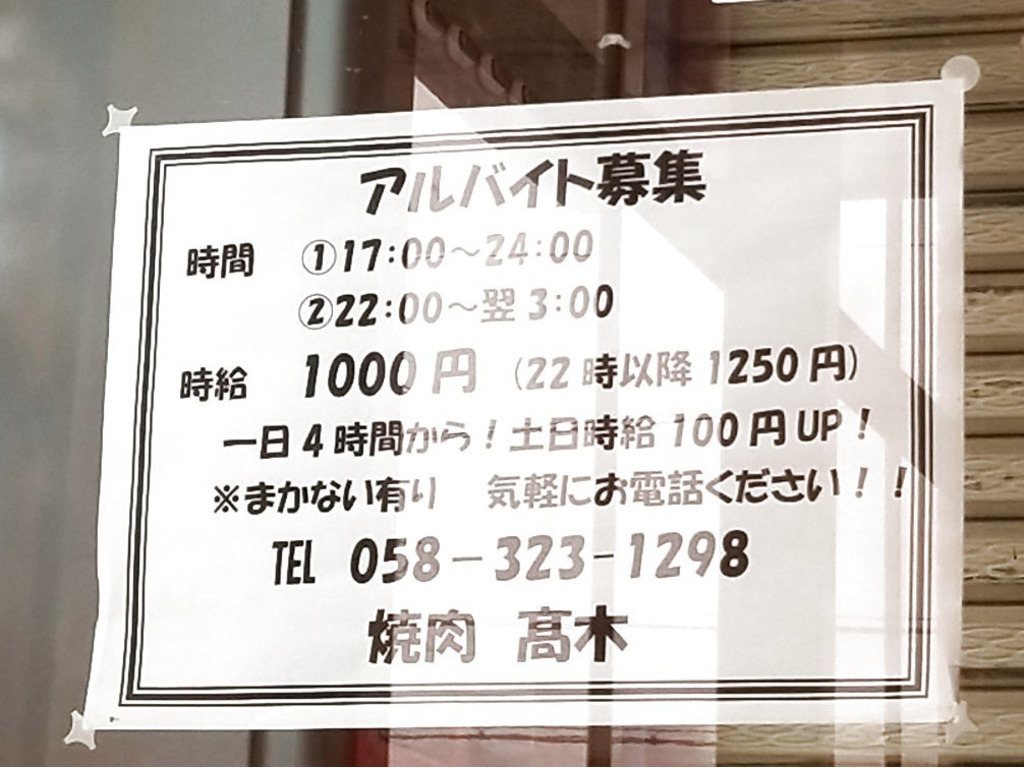 アルバイト募集
時間 ①17:00～24:00
②22:00～翌3:00
時給 1000円 (22時以降1250円)
一日4時間から!土日時給100円UP!
※まかない有り 気軽にお電話ください!!
TEL 058-323-1298
焼肉 髙木